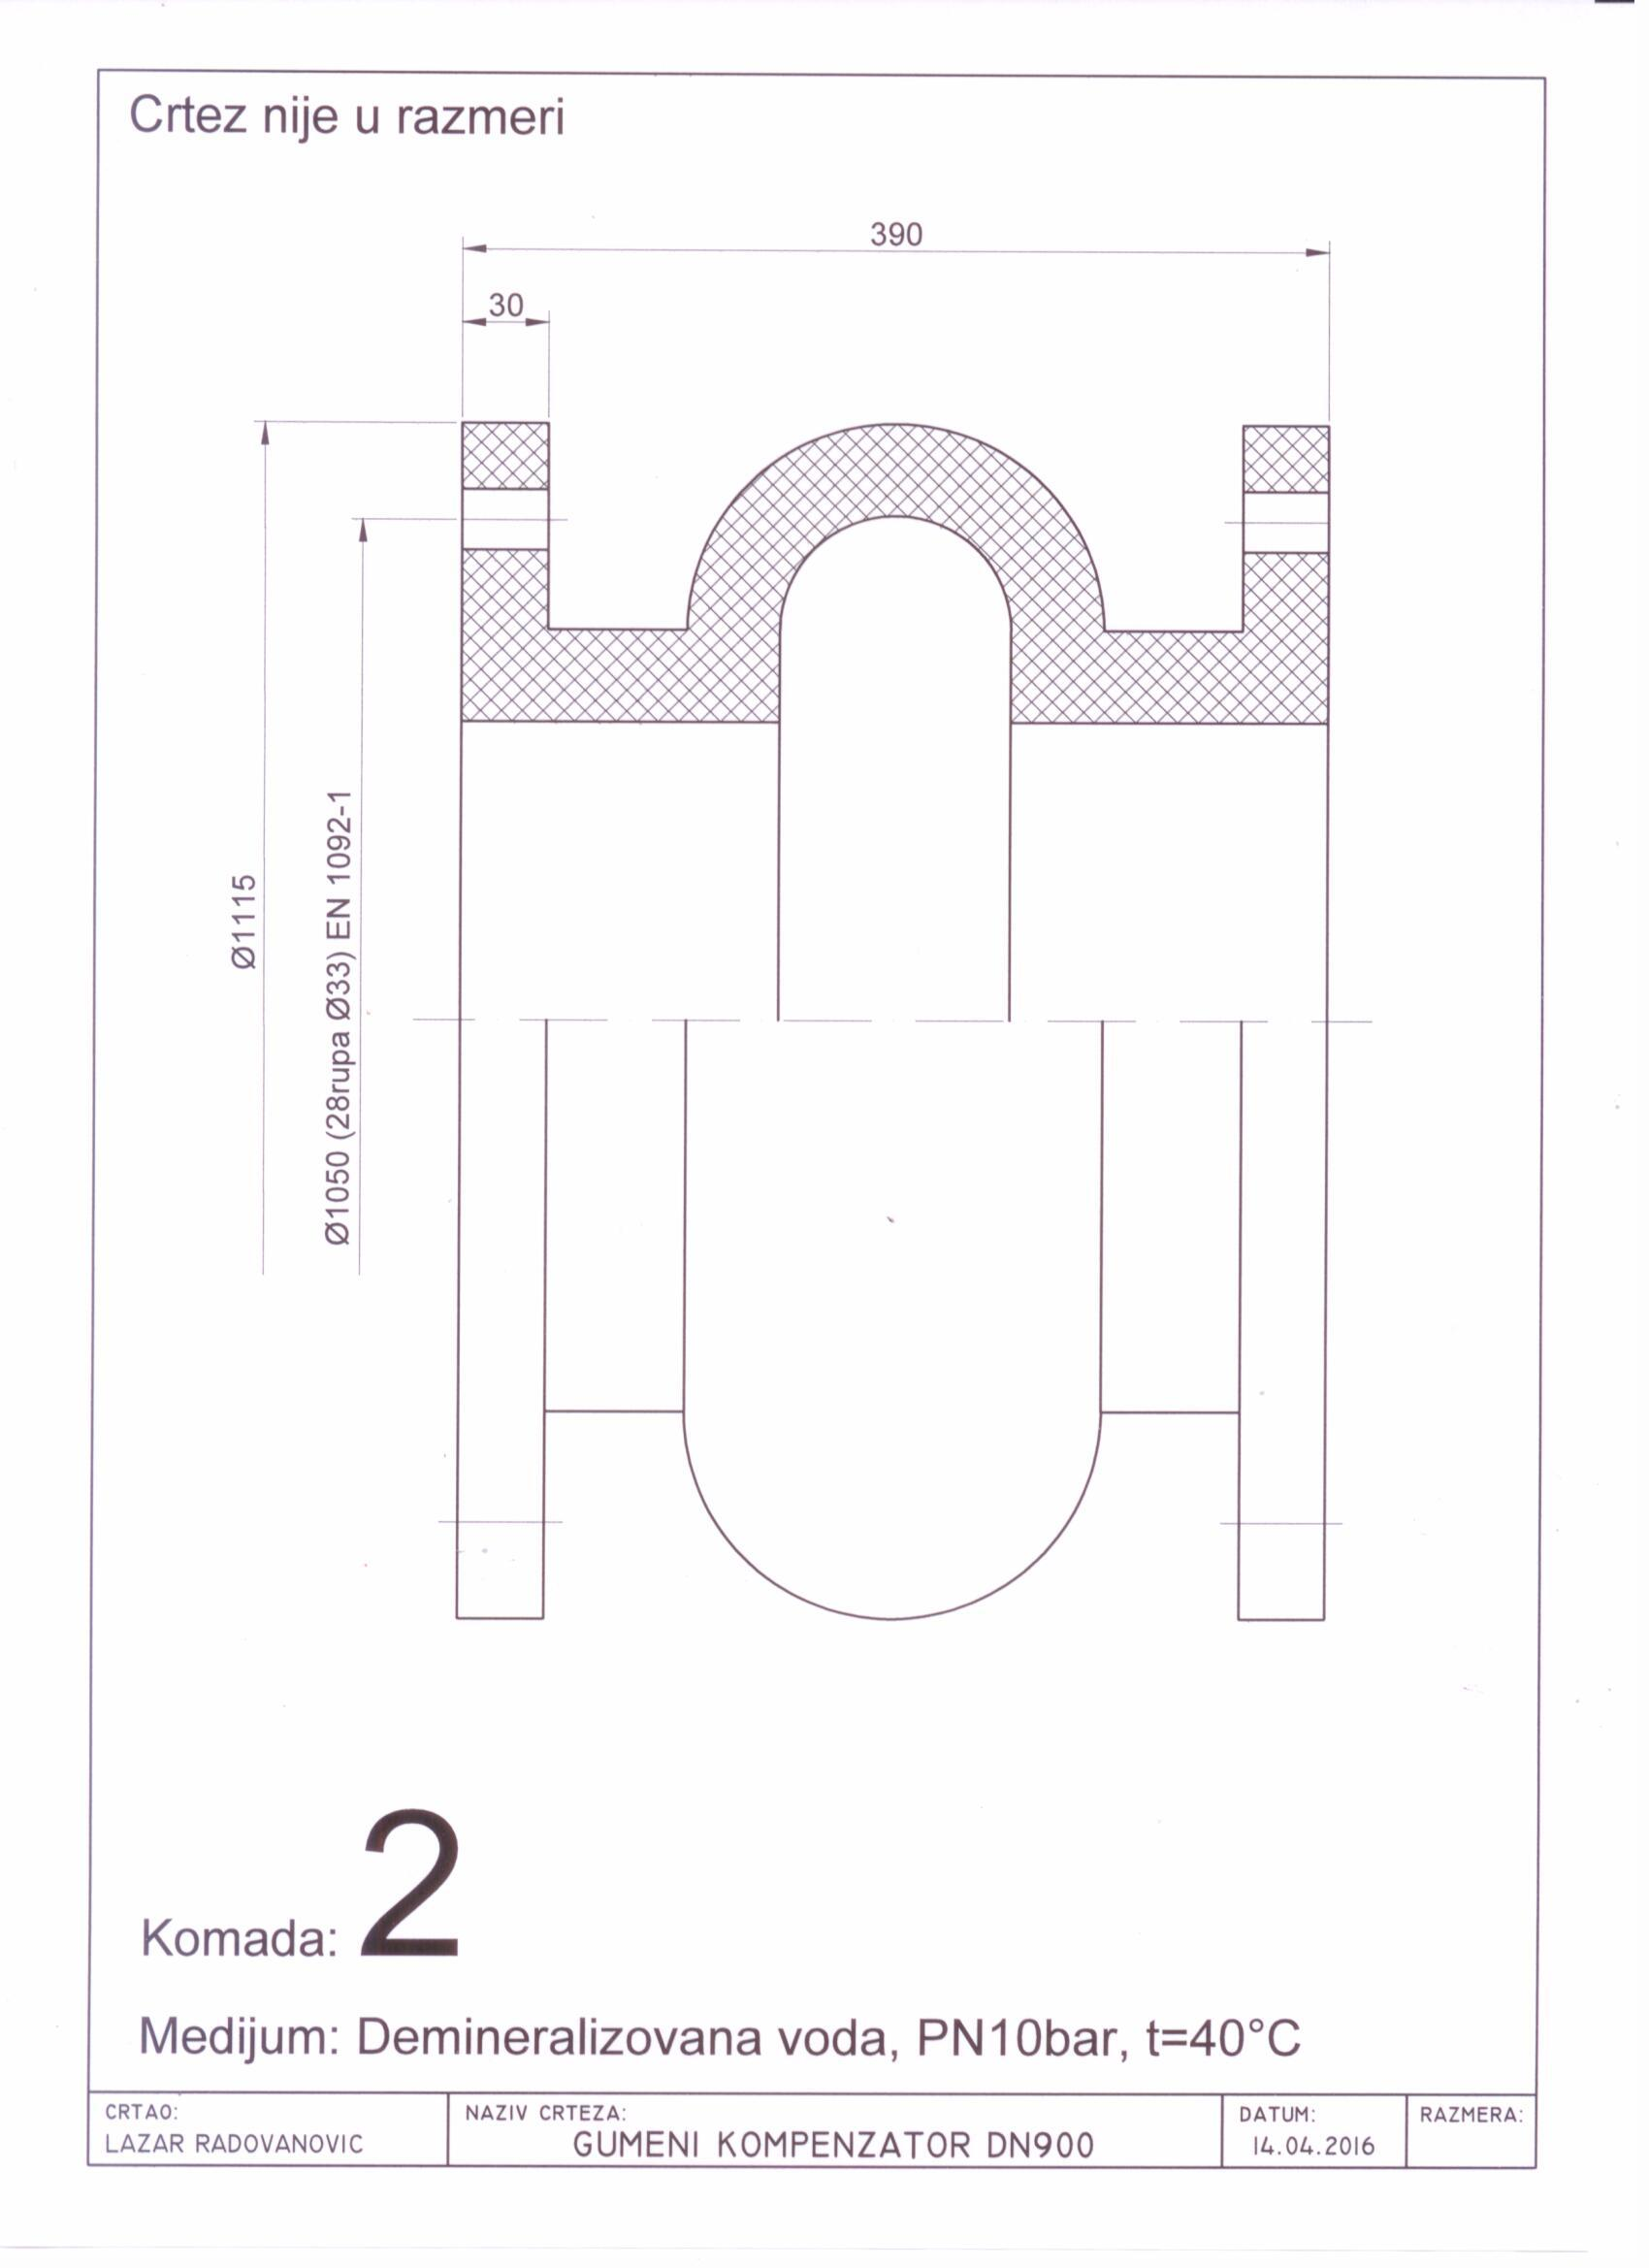 Crtez nije u razmeri
390
30
Ø1115
Ø1050 (28rupa Ø33) EN 1092-1
Komada: 2
Medijum: Demineralizovana voda, PN10bar, t=40°C
CRTAO:
LAZAR RADOVANOVIC
NAZIV CRTEZA:
GUMENI KOMPENZATOR DN900
DATUM:
14.04.2016
RAZMERA: